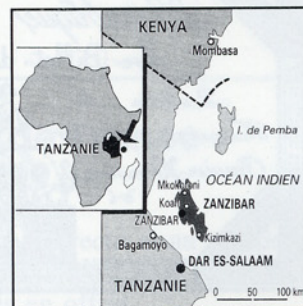 KENYA
Mombasa
I. de Pemba
TANZANIE
OCÉAN INDIEN
Mkokotoni
ZANZIBAR
ZANZIBAR
Kizimkazi
Bagamoyo
DAR ES-SALAAM
TANZANIE
0 50 100 km